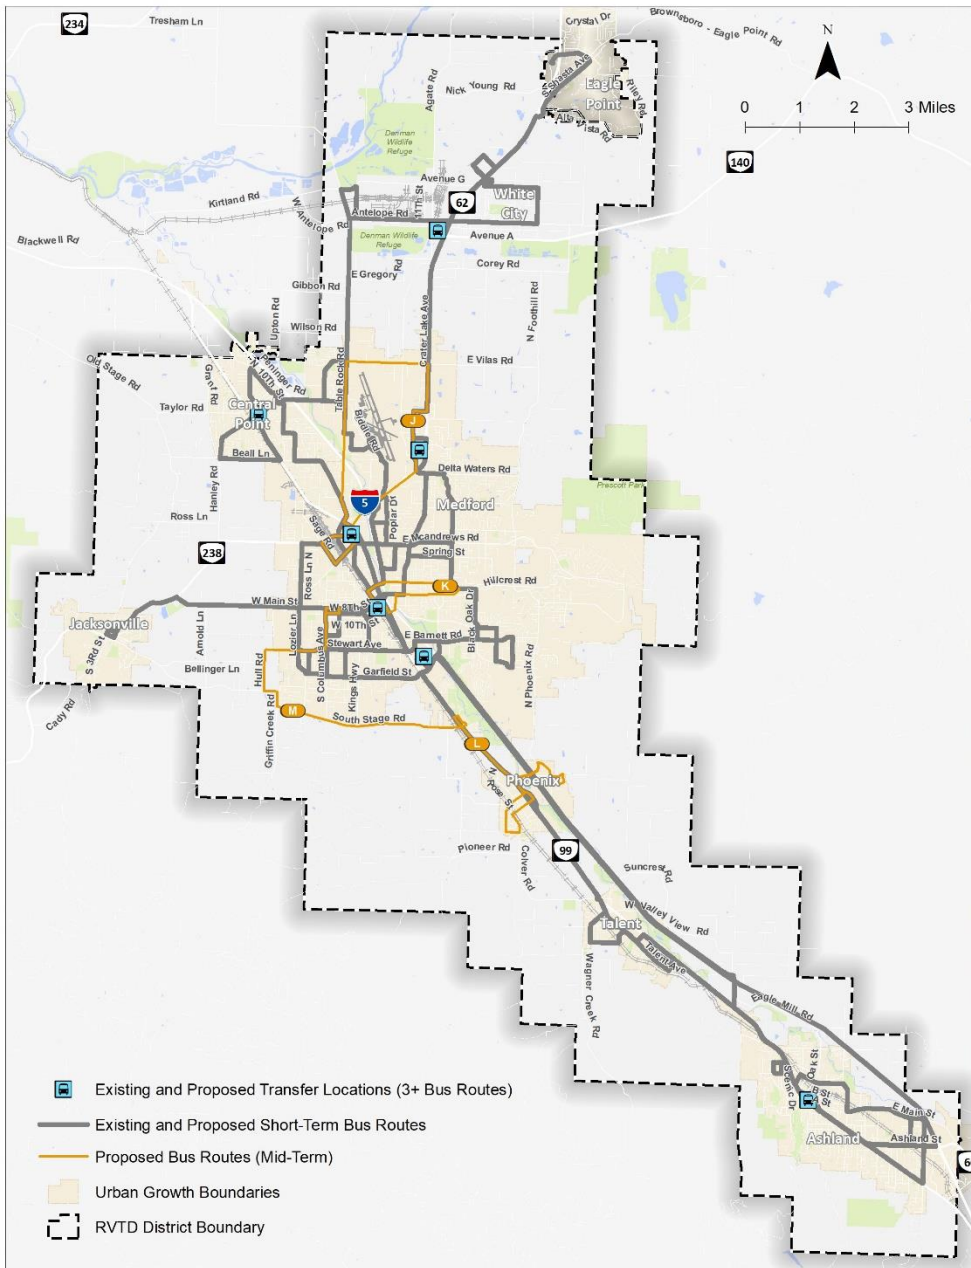 234
Tresham Ln
Crystal Dr
Brownsboro - Eagle Point Rd
N
Agate Rd
Nick Young Rd
Shasta Ave
Eagle
Point
Riley Rd
Alta Vista Rd
0 1 2 3 Miles
Denman
Wildlife
Refuge
140
Avenue G
11Th St
62
White
City
Kirtland Rd
W Antelope Rd
Antelope Rd
Blackwell Rd
Denman Wildlife
Refuge
Avenue A
E Gregory Rd
Corey Rd
Gibbon Rd
Upton Rd
Wilson Rd
Table Rock Rd
Crater Lake Ave
N Foothill Rd
Old Stage Rd
Grant Rd
N 10Th St
E Vilas Rd
Taylor Rd
Central
Point
Biddle Rd
J
Beall Ln
Hanley Rd
Delta Waters Rd
Prescott Park
5
Poplar Dr
Medford
Ross Ln
Sage Rd
238
E Mcandrews Rd
Spring St
Ross Ln N
K
Hillcrest Rd
W Main St
W 8Th St
W 10Th
Jacksonville
S 3Rd St
Arnold Ln
Lozier Ln
Stewart Ave
E Barnett Rd
Black Oak Dr
Bellinger Ln
Hull Rd
S Columbus Ave
Kings Hwy
Garfield St
N Phoenix Rd
Cady Rd
Griffin Creek Rd
M
South Stage Rd
L
N Rose St
Phoenix
Pioneer Rd
Colver Rd
99
Suncrest Rd
W Valley View Rd
Talent
Talent Ave
Wagner Creek Rd
Eagle Mill Rd
Oak St
Scenic Dr
B St
E Main St
Ashland St
Ashland
Existing and Proposed Transfer Locations (3+ Bus Routes)
Existing and Proposed Short-Term Bus Routes
Proposed Bus Routes (Mid-Term)
Urban Growth Boundaries
RVTD District Boundary